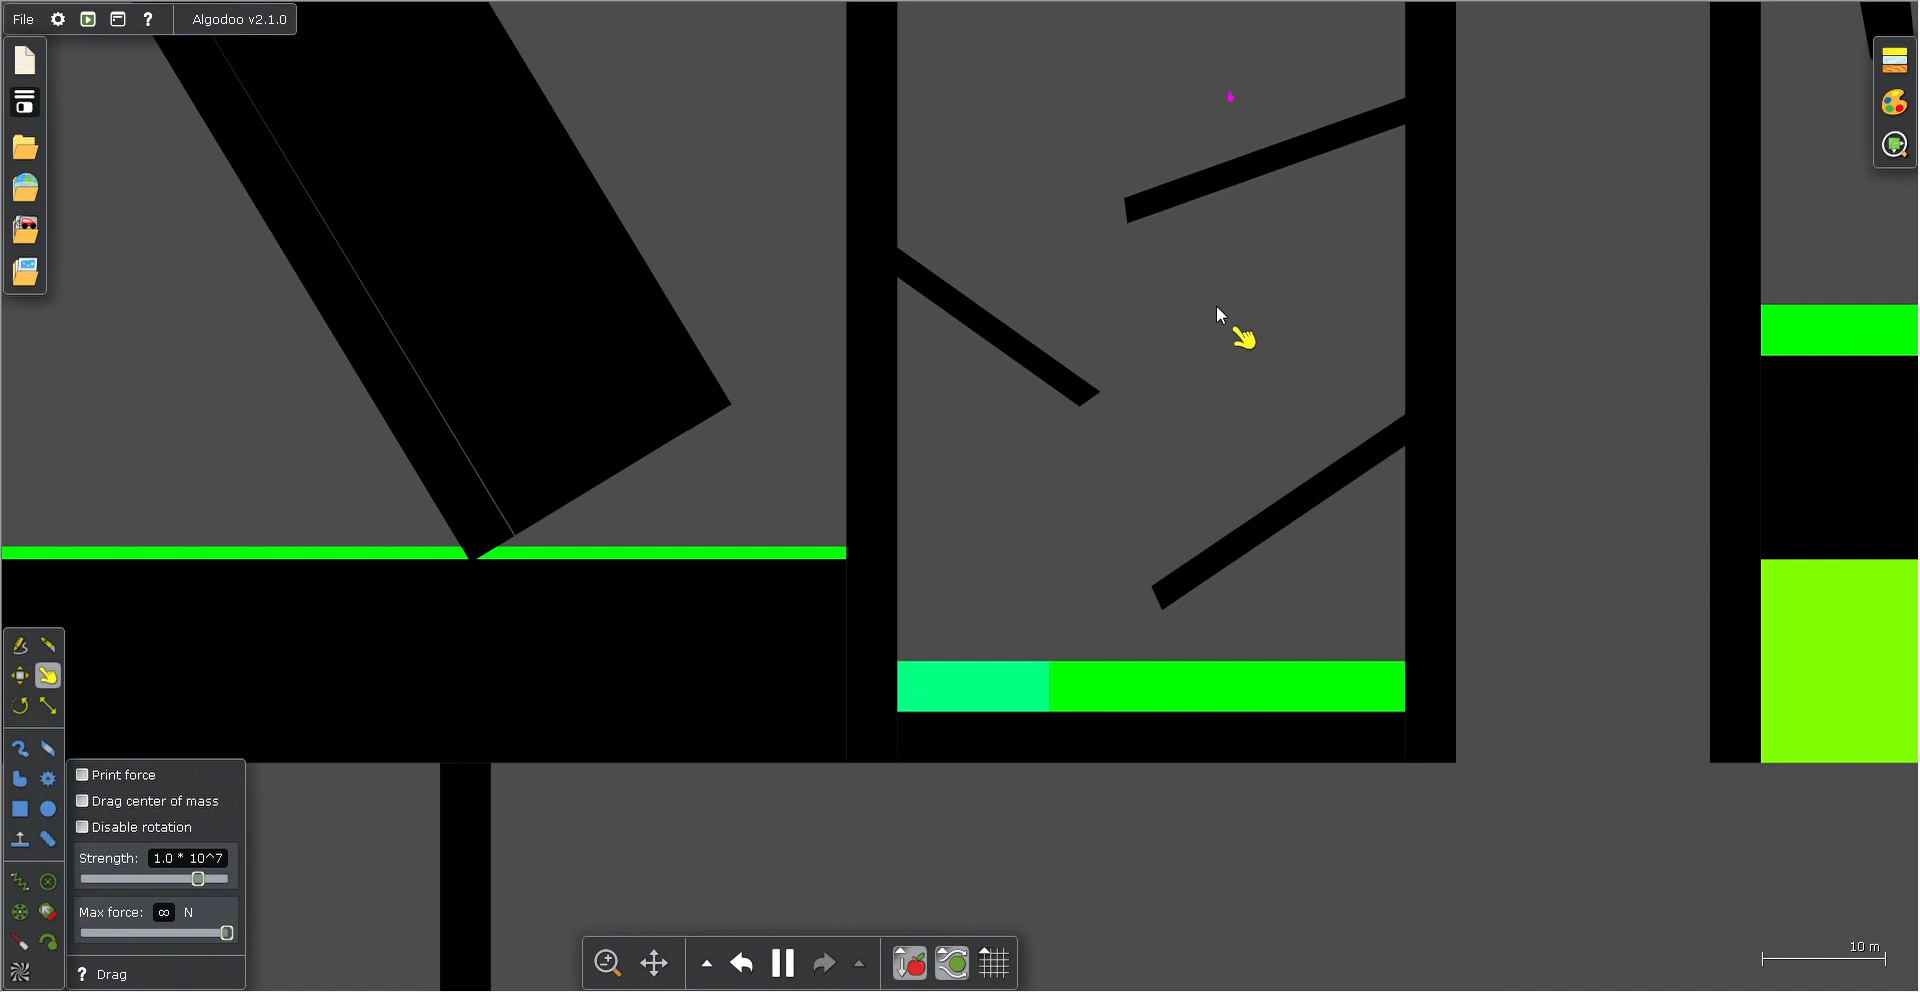 File ? Algodoo v2.1.0
Print force
Drag center of mass
Disable rotation
Strength: 1.0 * 10^7
Max force: ∞ N
? Drag
10 m